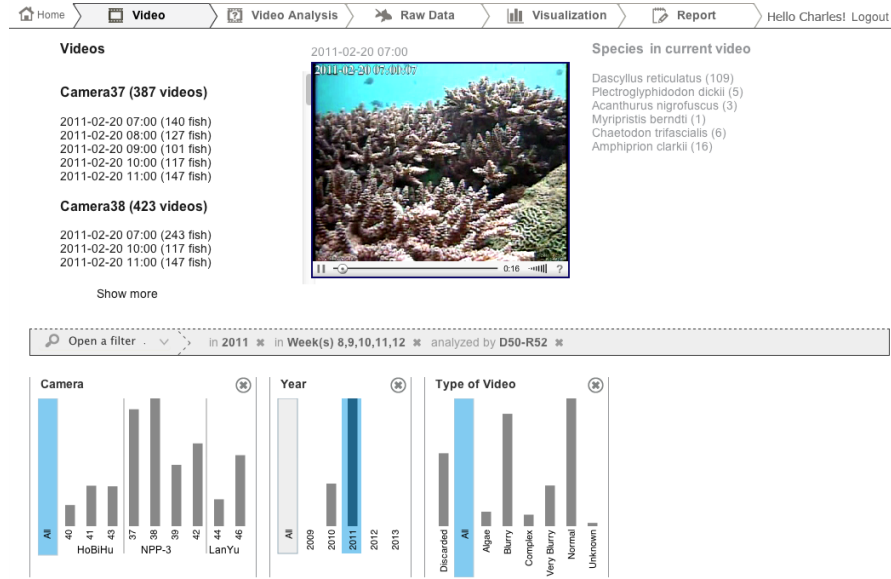 Home
Video
Video Analysis
Raw Data
Visualization
Report
Hello Charles! Logout
Videos
Camera37 (387 videos)
2011-02-20 07:00 (140 fish)
2011-02-20 08:00 (127 fish)
2011-02-20 09:00 (101 fish)
2011-02-20 10:00 (117 fish)
2011-02-20 11:00 (147 fish)
Camera38 (423 videos)
2011-02-20 07:00 (243 fish)
2011-02-20 10:00 (117 fish)
2011-02-20 11:00 (147 fish)
Show more
2011-02-20 07:00
2011-02-20 07:00:07
0:16 ?
Species in current video
Dascyllus reticulatus (109)
Plectroglyphidodon dickii (5)
Acanthurus nigrofuscus (3)
Myripristis berndti (1)
Chaetodon trifascialis (6)
Amphiprion clarkii (16)
Open a filter . in 2011 in Week(s) 8,9,10,11,12 analyzed by D50-R52
Camera
All
40
41
43
37
38
39
42
44
46
HoBiHu NPP-3 LanYu
Year
All
2009
2010
2011
2012
2013
Type of Video
Discarded
All
Algae
Blurry
Complex
Very Blurry
Normal
Unknown